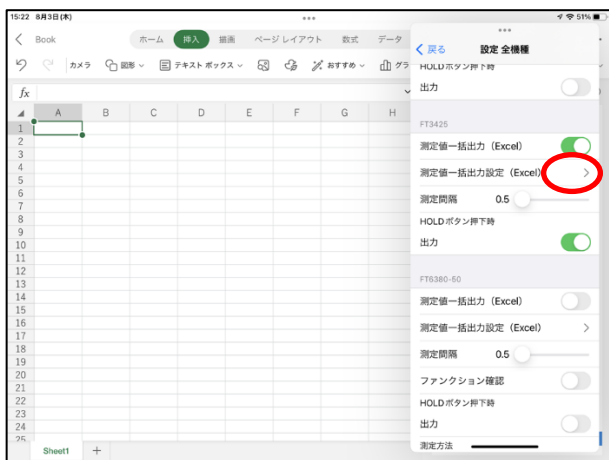 15:22 8月3日(木)
51%
Book
ホーム 挿入 描画 ページ レイアウト 数式 データ
カメラ 図形 テキスト ボックス おすすめ グラ
fx
A B C D E F G H
1
2
3
4
5
6
7
8
9
10
11
12
13
14
15
16
17
18
19
20
21
22
23
24
25
Sheet1
戻る 設定 全機種
HOLDボタン押下時
出力
FT3425
測定値一括出力（Excel）
測定値一括出力設定（Excel）
測定間隔 0.5
HOLDボタン押下時
出力
FT6380-50
測定値一括出力（Excel）
測定値一括出力設定（Excel）
測定間隔 0.5
ファンクション確認
HOLDボタン押下時
出力
測定方法